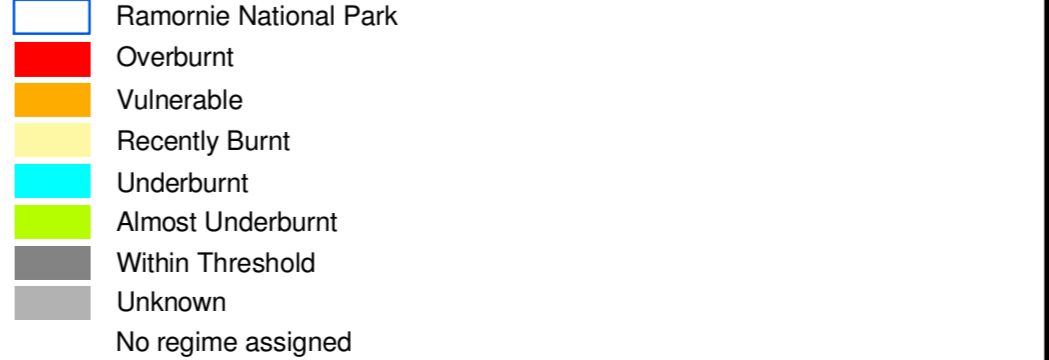 Ramornie National Park
Overburnt
Vulnerable
Recently Burnt
Underburnt
Almost Underburnt
Within Threshold
Unknown
No regime assigned